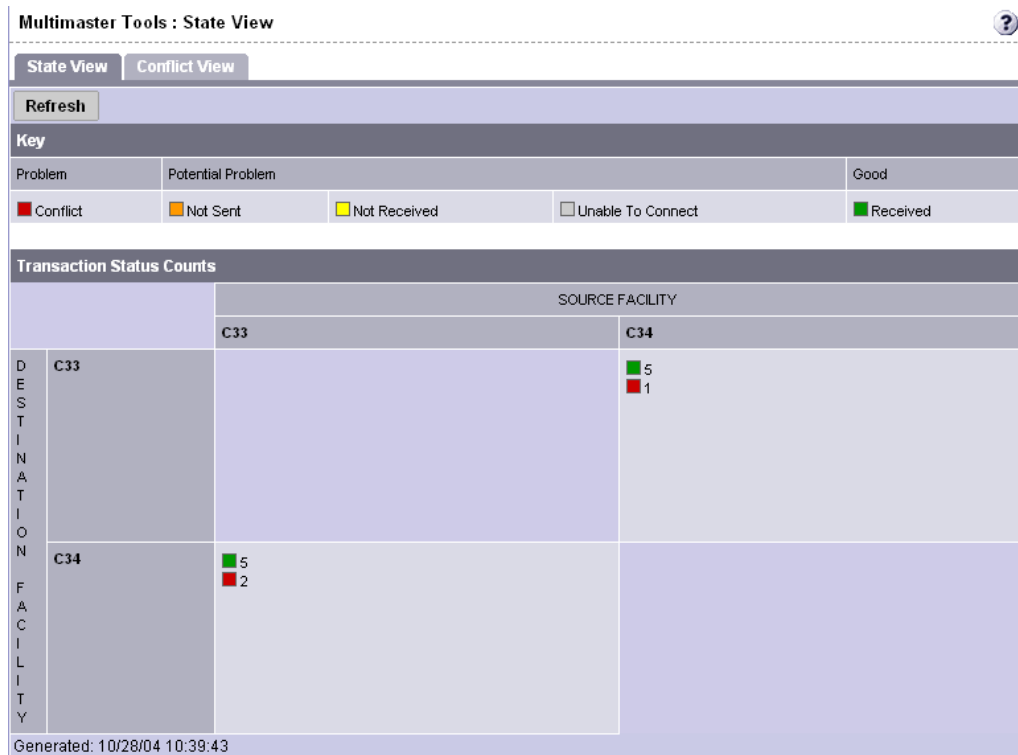 Multimaster Tools : State View
?
State View Conflict View
Refresh
Key
Problem Potential Problem Good
Conflict Not Sent Not Received Unable To Connect Received
Transaction Status Counts
SOURCE FACILITY
C33 C34
DESTINATION FACILITY
C33
5
1
C34
5
2
Generated: 10/28/04 10:39:43